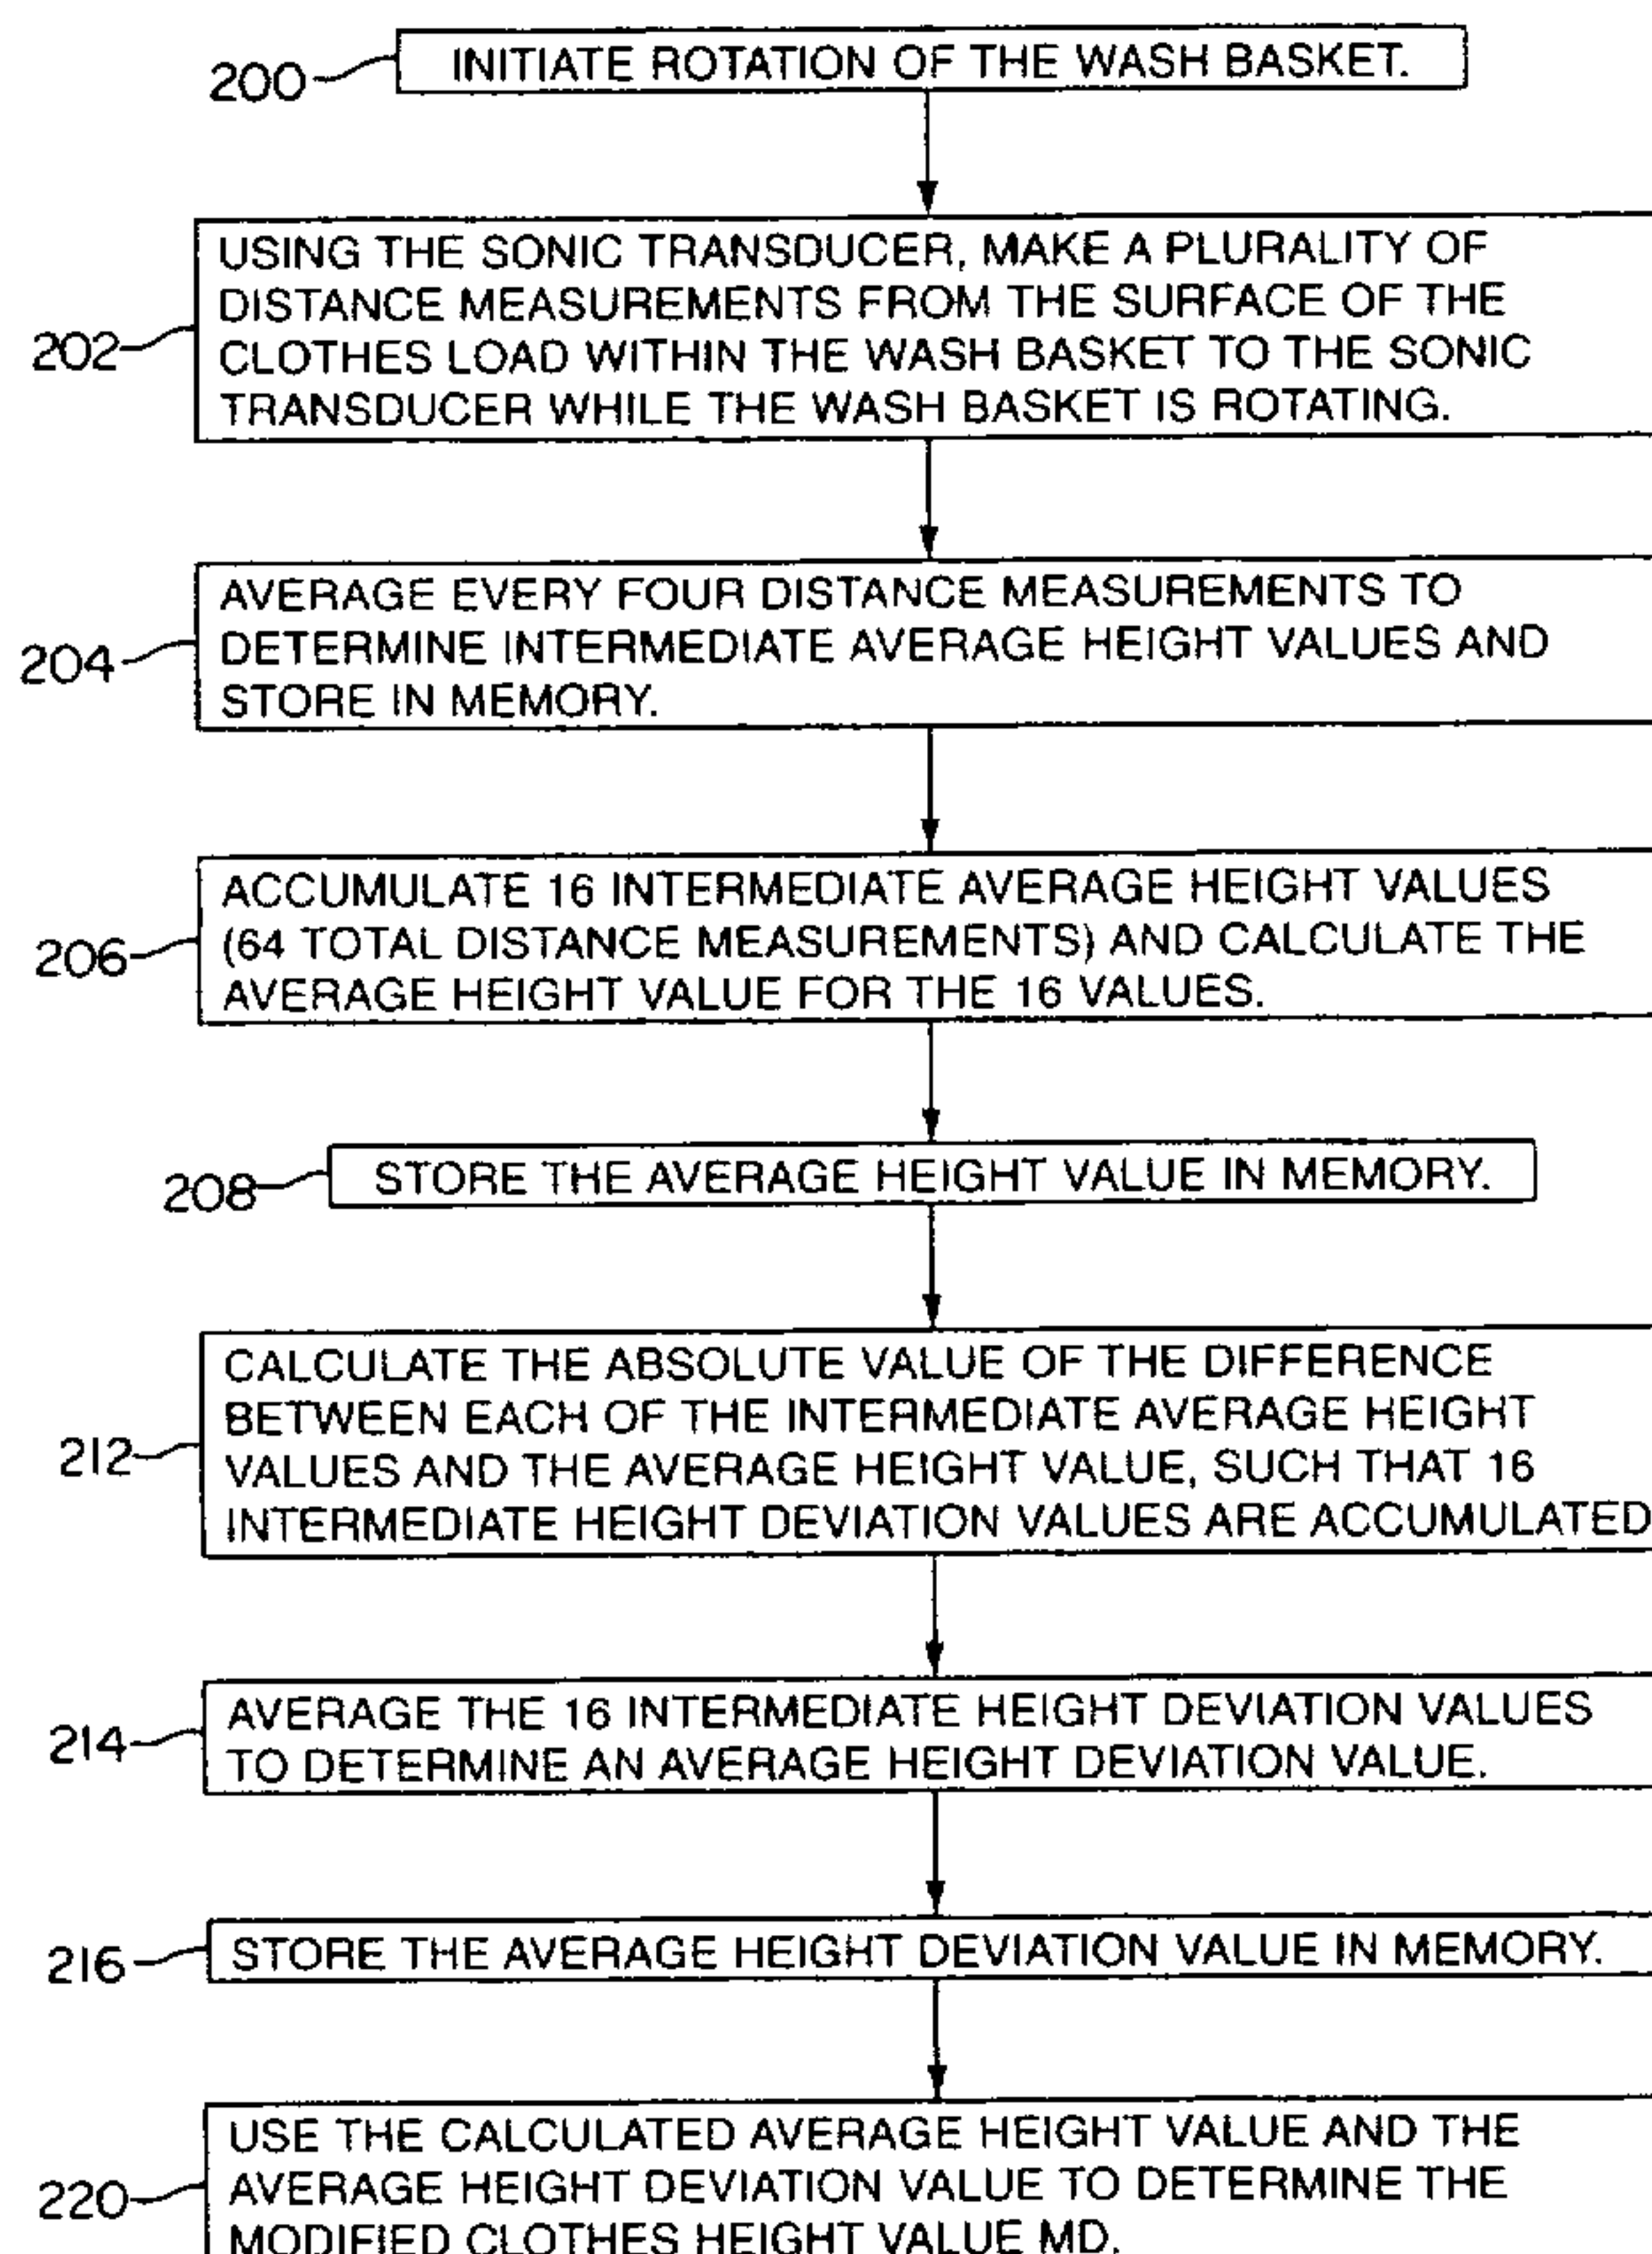 200
INITIATE ROTATION OF THE WASH BASKET.
202
USING THE SONIC TRANSDUCER, MAKE A PLURALITY OF
DISTANCE MEASUREMENTS FROM THE SURFACE OF THE
CLOTHES LOAD WITHIN THE WASH BASKET TO THE SONIC
TRANSDUCER WHILE THE WASH BASKET IS ROTATING.
204
AVERAGE EVERY FOUR DISTANCE MEASUREMENTS TO
DETERMINE INTERMEDIATE AVERAGE HEIGHT VALUES AND
STORE IN MEMORY.
206
ACCUMULATE 16 INTERMEDIATE AVERAGE HEIGHT VALUES
(64 TOTAL DISTANCE MEASUREMENTS) AND CALCULATE THE
AVERAGE HEIGHT VALUE FOR THE 16 VALUES.
208
STORE THE AVERAGE HEIGHT VALUE IN MEMORY.
212
CALCULATE THE ABSOLUTE VALUE OF THE DIFFERENCE
BETWEEN EACH OF THE INTERMEDIATE AVERAGE HEIGHT
VALUES AND THE AVERAGE HEIGHT VALUE, SUCH THAT 16
INTERMEDIATE HEIGHT DEVIATION VALUES ARE ACCUMULATED
214
AVERAGE THE 16 INTERMEDIATE HEIGHT DEVIATION VALUES
TO DETERMINE AN AVERAGE HEIGHT DEVIATION VALUE.
216
STORE THE AVERAGE HEIGHT DEVIATION VALUE IN MEMORY.
220
USE THE CALCULATED AVERAGE HEIGHT VALUE AND THE
AVERAGE HEIGHT DEVIATION VALUE TO DETERMINE THE
MODIFIED CLOTHES HEIGHT VALUE MD.